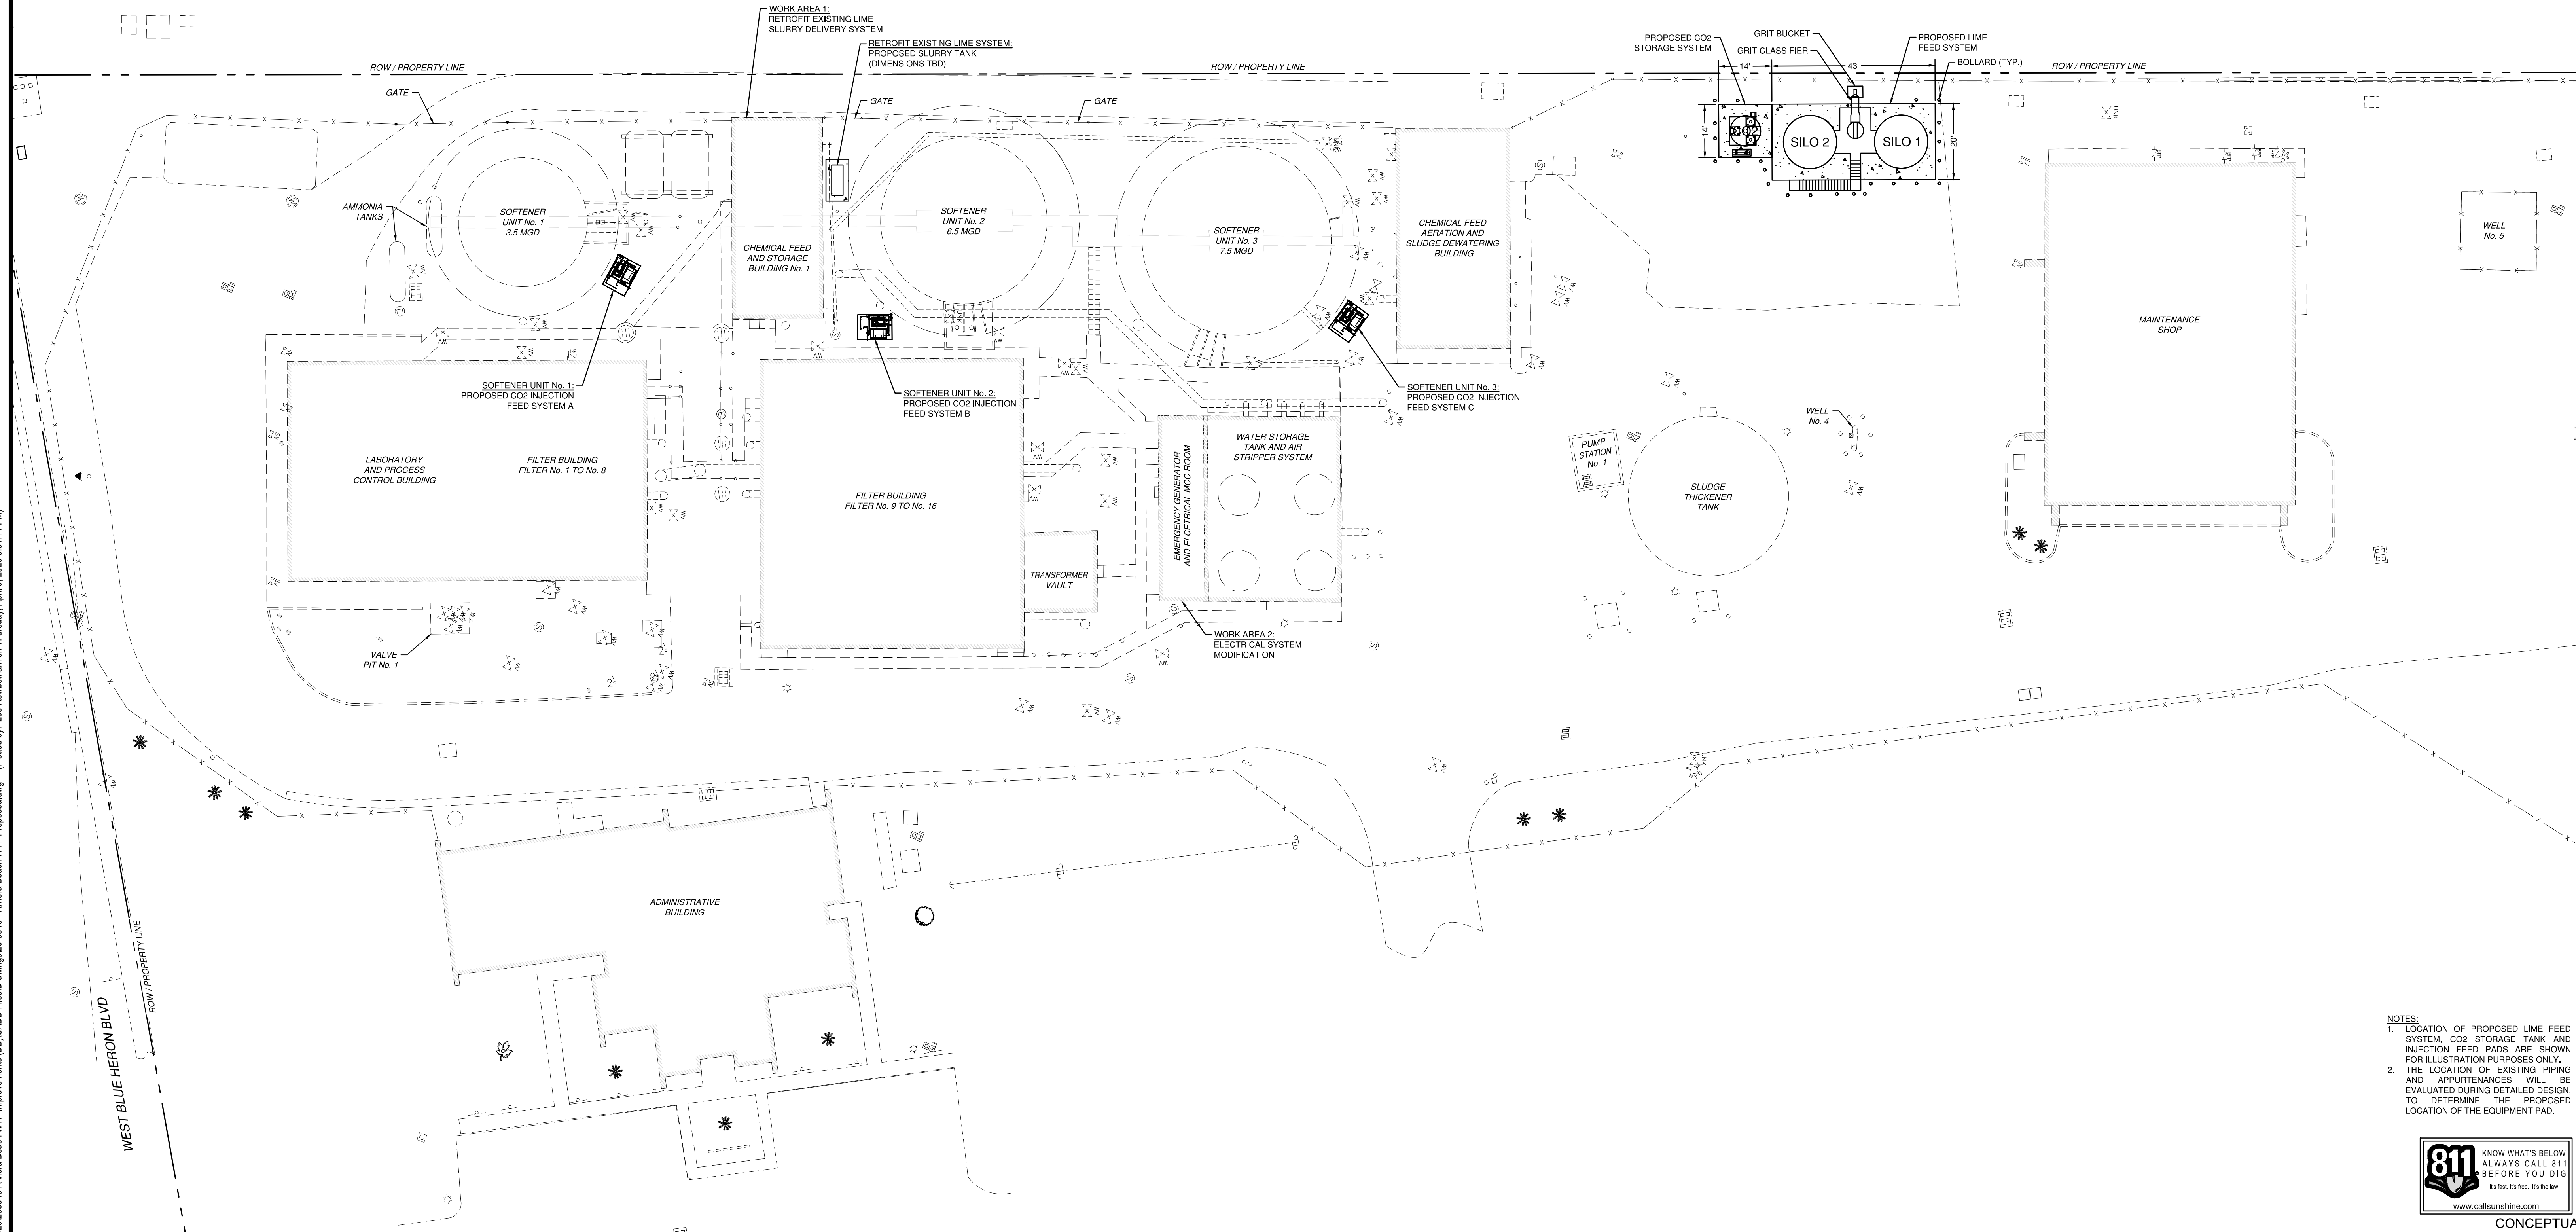 WORK AREA 1:
RETROFIT EXISTING LIME
SLURRY DELIVERY SYSTEM
RETROFIT EXISTING LIME SYSTEM:
PROPOSED SLURRY TANK
(DIMENSIONS TBD)
PROPOSED CO2
STORAGE SYSTEM
GRIT BUCKET
GRIT CLASSIFIER
PROPOSED LIME
FEED SYSTEM
BOLLARD (TYP.)
ROW / PROPERTY LINE
ROW / PROPERTY LINE
ROW / PROPERTY LINE
14'
43'
14'
20'
SILO 2
SILO 1
GATE
GATE
GATE
AMMONIA
TANKS
SOFTENER
UNIT No. 1
3.5 MGD
CHEMICAL FEED
AND STORAGE
BUILDING No. 1
SOFTENER
UNIT No. 2
6.5 MGD
SOFTENER
UNIT No. 3
7.5 MGD
CHEMICAL FEED
AERATION AND
SLUDGE DEWATERING
BUILDING
WELL
No. 5
MAINTENANCE
SHOP
SOFTENER UNIT No. 1:
PROPOSED CO2 INJECTION
FEED SYSTEM A
SOFTENER UNIT No. 2:
PROPOSED CO2 INJECTION
FEED SYSTEM B
SOFTENER UNIT No. 3:
PROPOSED CO2 INJECTION
FEED SYSTEM C
LABORATORY
AND PROCESS
CONTROL BUILDING
FILTER BUILDING
FILTER No. 1 TO No. 8
FILTER BUILDING
FILTER No. 9 TO No. 16
EMERGENCY GENERATOR
AND ELCETRICAL MCC ROOM
WATER STORAGE
TANK AND AIR
STRIPPER SYSTEM
PUMP
STATION
No. 1
WELL
No. 4
SLUDGE
THICKENER
TANK
TRANSFORMER
VAULT
VALVE
PIT No. 1
WORK AREA 2:
ELECTRICAL SYSTEM
MODIFICATION
ADMINISTRATIVE
BUILDING
WEST BLUE HERON BLVD
ROW / PROPERTY LINE
NOTES:
1. LOCATION OF PROPOSED LIME FEED
SYSTEM, CO2 STORAGE TANK AND
INJECTION FEED PADS ARE SHOWN
FOR ILLUSTRATION PURPOSES ONLY.
2. THE LOCATION OF EXISTING PIPING
AND APPURTENANCES WILL BE
EVALUATED DURING DETAILED DESIGN,
TO DETERMINE THE PROPOSED
LOCATION OF THE EQUIPMENT PAD.
811
KNOW WHAT'S BELOW
ALWAYS CALL 811
BEFORE YOU DIG
It's fast. It's free. It's the law.
www.callsunshine.com